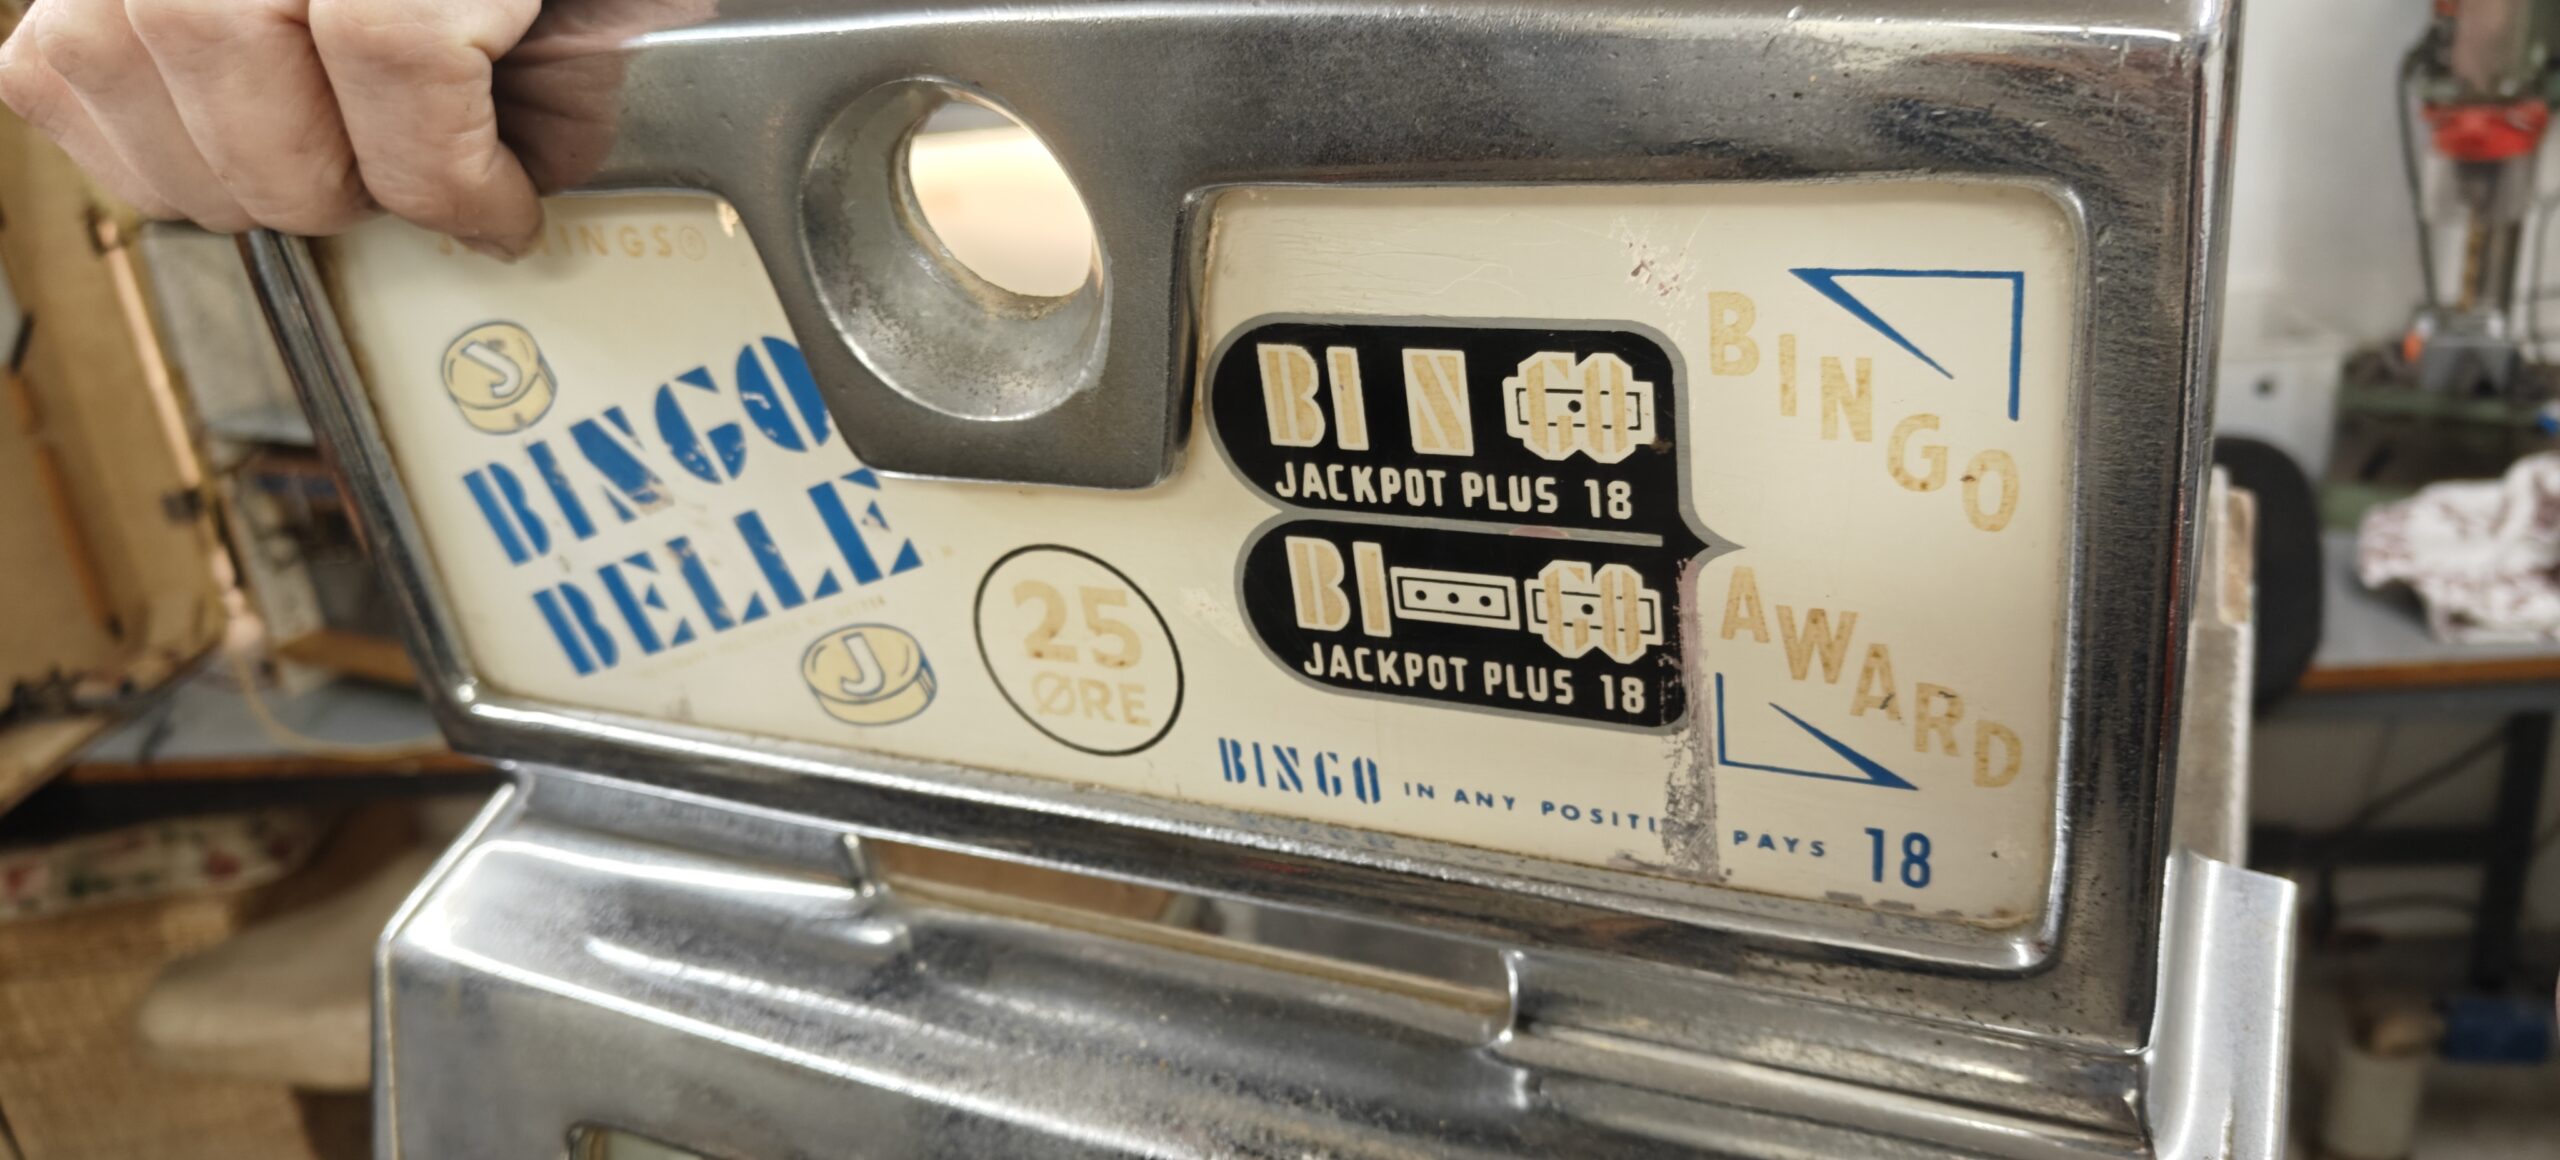 INGS®
J
BINGO
BELLE
J
25
ØRE
BI N GO
JACKPOT PLUS 18
BI GO
JACKPOT PLUS 18
BINGO
AWARD
BINGO IN ANY PAYS 18